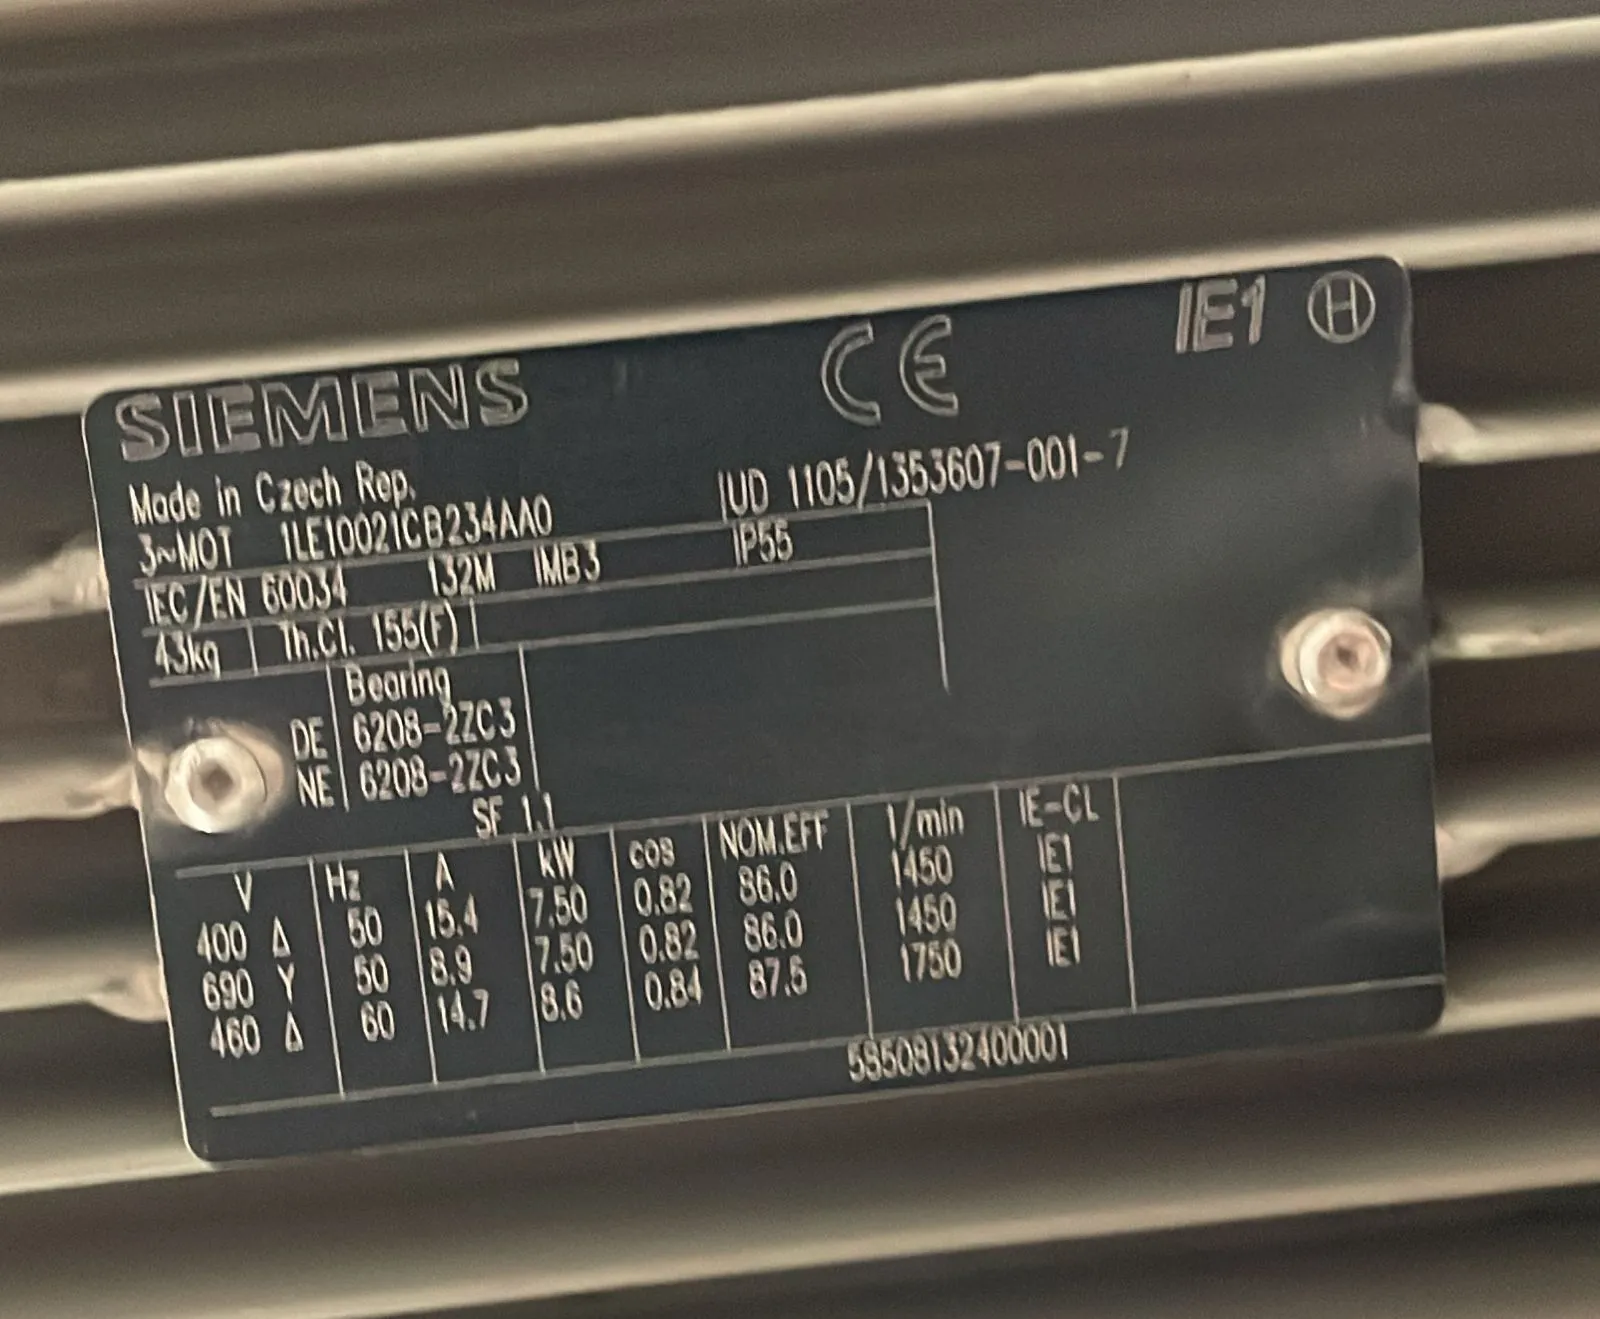 SIEMENS CE IE1 H
Made in Czech Rep. IUD 1105/1353607-001-7
3~MOT 1LE10021CB234AA0
IEC/EN 60034 132M IMB3 IP55
43kg Th.Cl. 155(F)
Bearing
DE 6208-2ZC3
NE 6208-2ZC3
SF 1.1
V Hz A kW cos NOM.EFF 1/min IE-CL
400 Δ 50 15.4 7.50 0.82 86.0 1450 IE1
690 Y 50 8.9 7.50 0.82 86.0 1450 IE1
460 Δ 60 14.7 8.6 0.84 87.5 1750 IE1